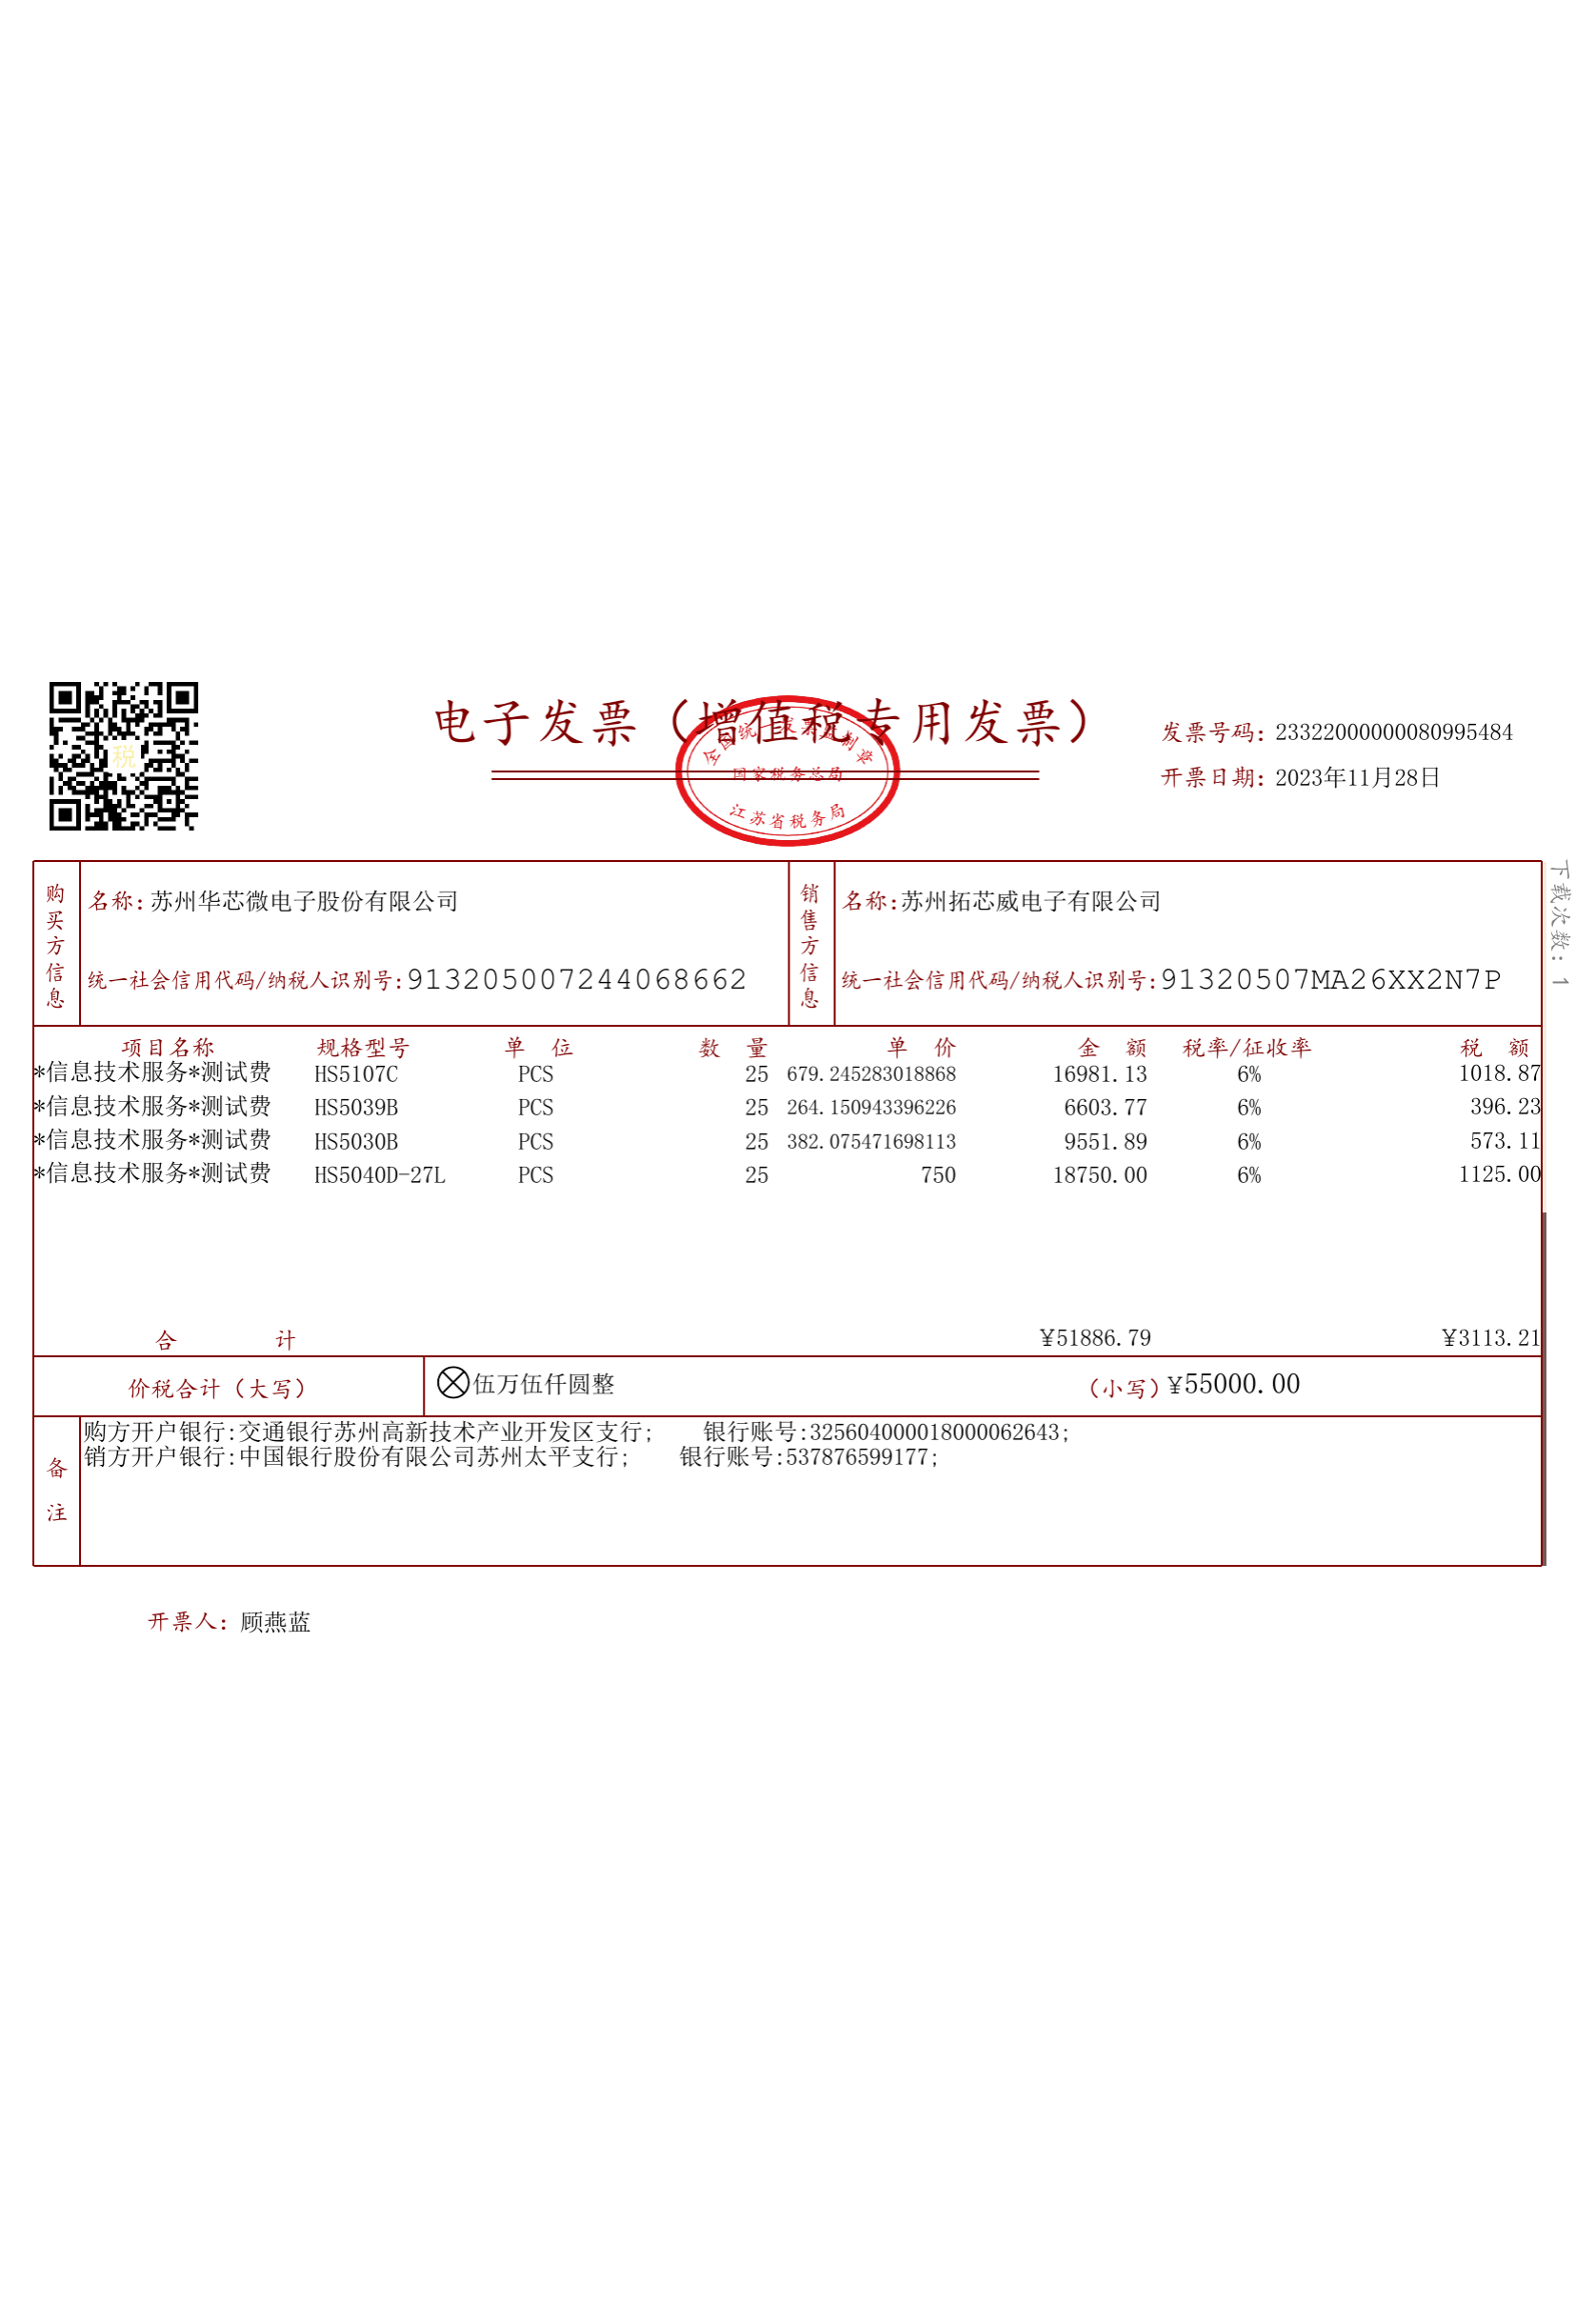 电子发票（增值税专用发票）
全国统一发票监制章
国家税务总局
江苏省税务局
税
发票号码: 23322000000080995484
开票日期: 2023年11月28日
购买方信息
名称: 苏州华芯微电子股份有限公司
统一社会信用代码/纳税人识别号: 913205007244068662
销售方信息
名称: 苏州拓芯威电子有限公司
统一社会信用代码/纳税人识别号: 91320507MA26XX2N7P
下载次数: 1
项目名称 规格型号 单 位 数 量 单 价 金 额 税率/征收率 税 额
*信息技术服务*测试费 HS5107C PCS 25 679.245283018868 16981.13 6% 1018.87
*信息技术服务*测试费 HS5039B PCS 25 264.150943396226 6603.77 6% 396.23
*信息技术服务*测试费 HS5030B PCS 25 382.075471698113 9551.89 6% 573.11
*信息技术服务*测试费 HS5040D-27L PCS 25 750 18750.00 6% 1125.00
合 计 ¥51886.79 ¥3113.21
价税合计（大写） 伍万伍仟圆整 （小写）¥55000.00
备注
购方开户银行:交通银行苏州高新技术产业开发区支行; 银行账号:325604000018000062643;
销方开户银行:中国银行股份有限公司苏州太平支行; 银行账号:537876599177;
开票人: 顾燕蓝